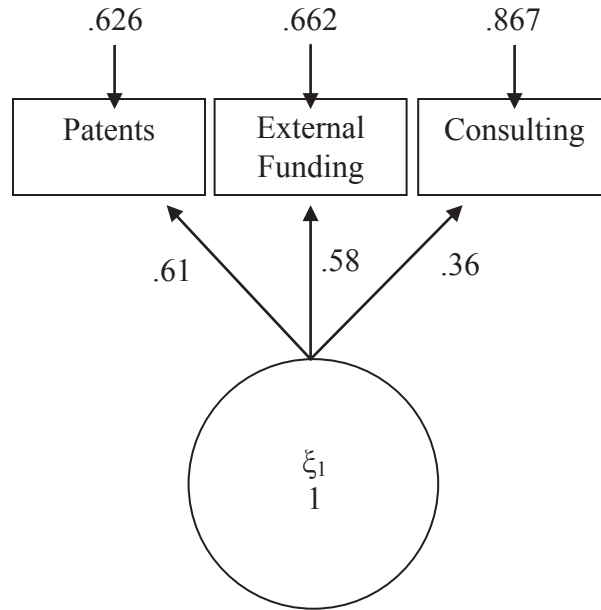 .626 .662 .867
Patents External Consulting
Funding
.61 .58 .36
ξ₁
1